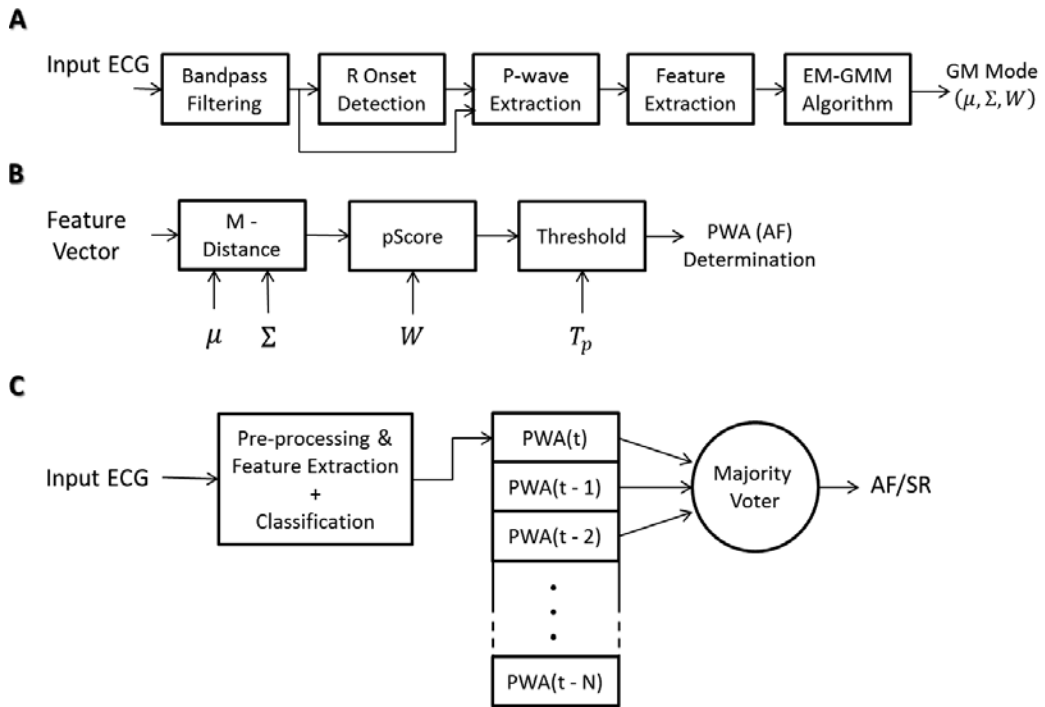 A
Input ECG
Bandpass
Filtering
R Onset
Detection
P-wave
Extraction
Feature
Extraction
EM-GMM
Algorithm
GM Mode
(μ, Σ, W)
B
Feature
Vector
M -
Distance
pScore
Threshold
PWA (AF)
Determination
μ
Σ
W
Tₚ
C
Input ECG
Pre-processing &
Feature Extraction
+
Classification
PWA(t)
PWA(t - 1)
PWA(t - 2)
PWA(t - N)
Majority
Voter
AF/SR